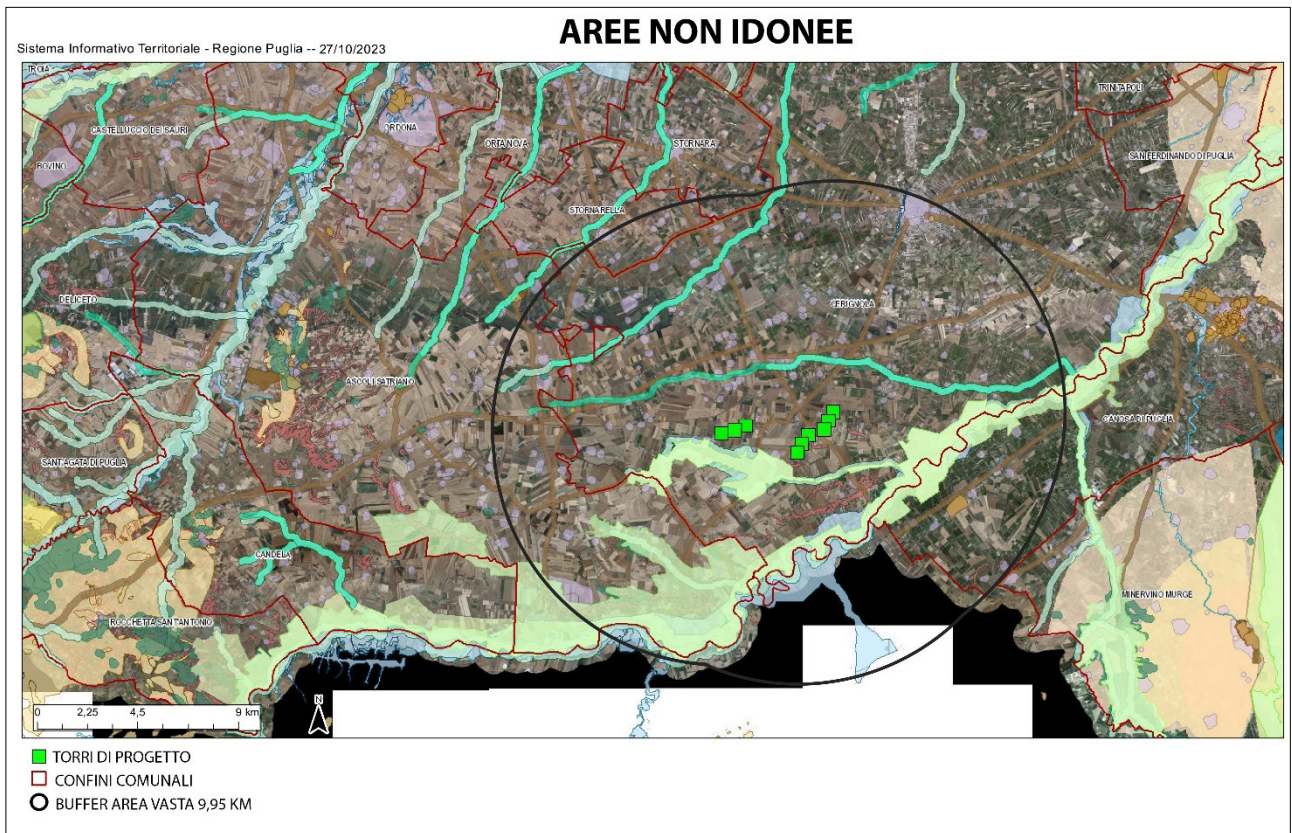 AREE NON IDONEE
Sistema Informativo Territoriale - Regione Puglia -- 27/10/2023
TROIA
TRINITAPOLI
CASTELLUCCIO DEI SAURI
ORDONA
ORTA NOVA
STORNARA
SAN FERDINANDO DI PUGLIA
BOVINO
STORNARELLA
DELICETO
CERIGNOLA
ASCOLI SATRIANO
CANOSA DI PUGLIA
SANT'AGATA DI PUGLIA
CANDELA
MINERVINO MURGE
ROCCHETTA SANT'ANTONIO
N
0 2,25 4,5 9 km
TORRI DI PROGETTO
CONFINI COMUNALI
BUFFER AREA VASTA 9,95 KM